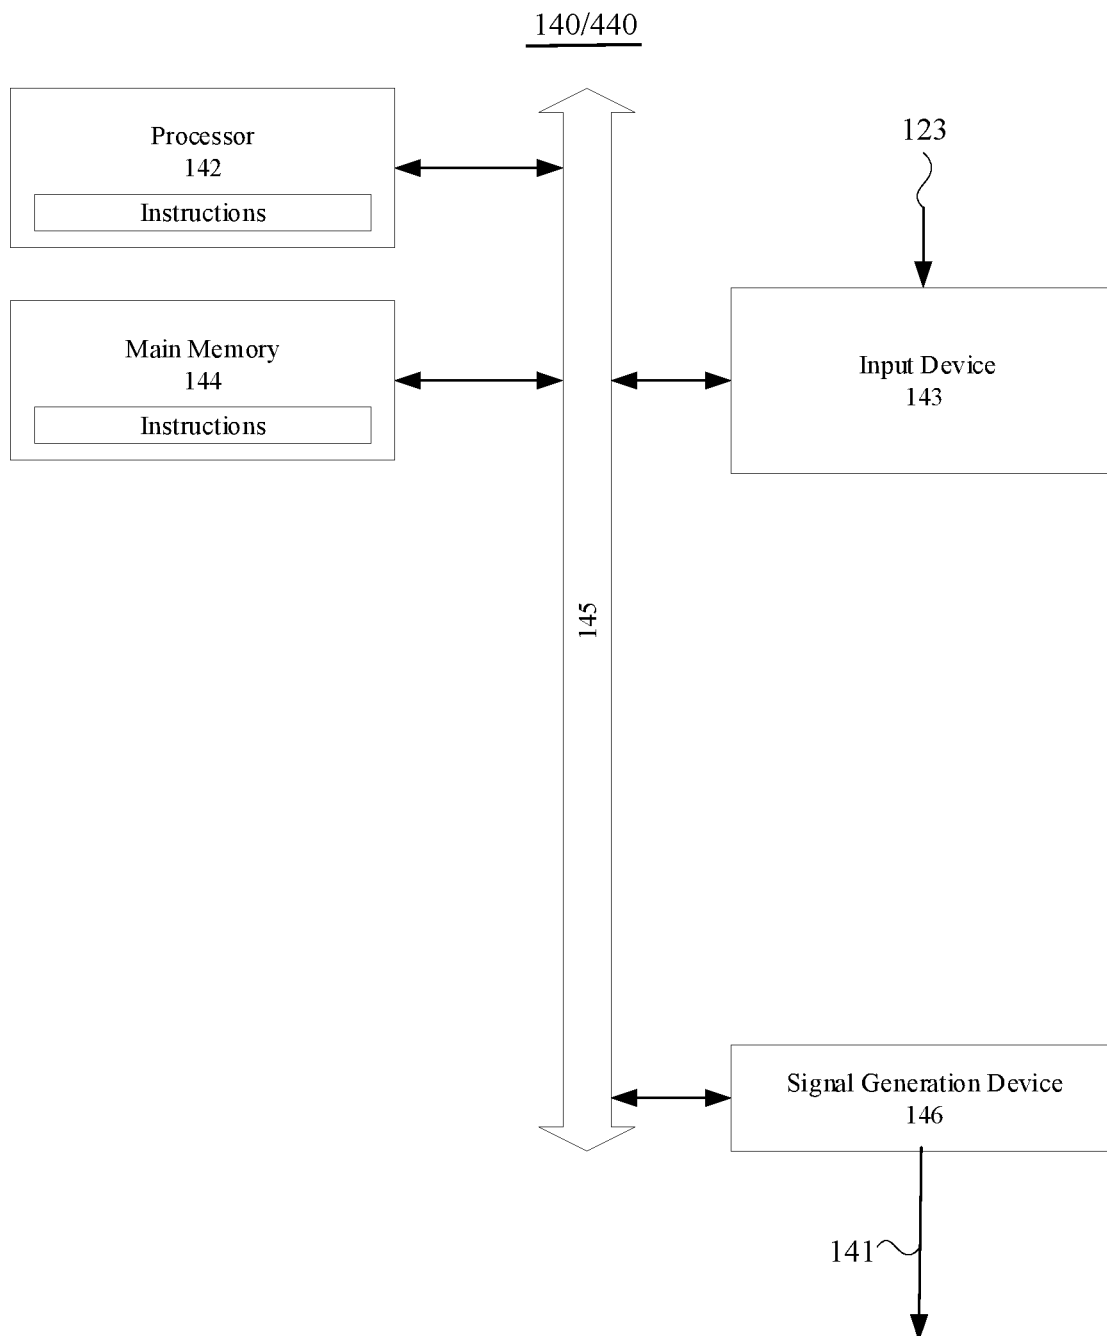 140/440
Processor
142
Instructions
123
Main Memory
144
Instructions
Input Device
143
145
Signal Generation Device
146
141